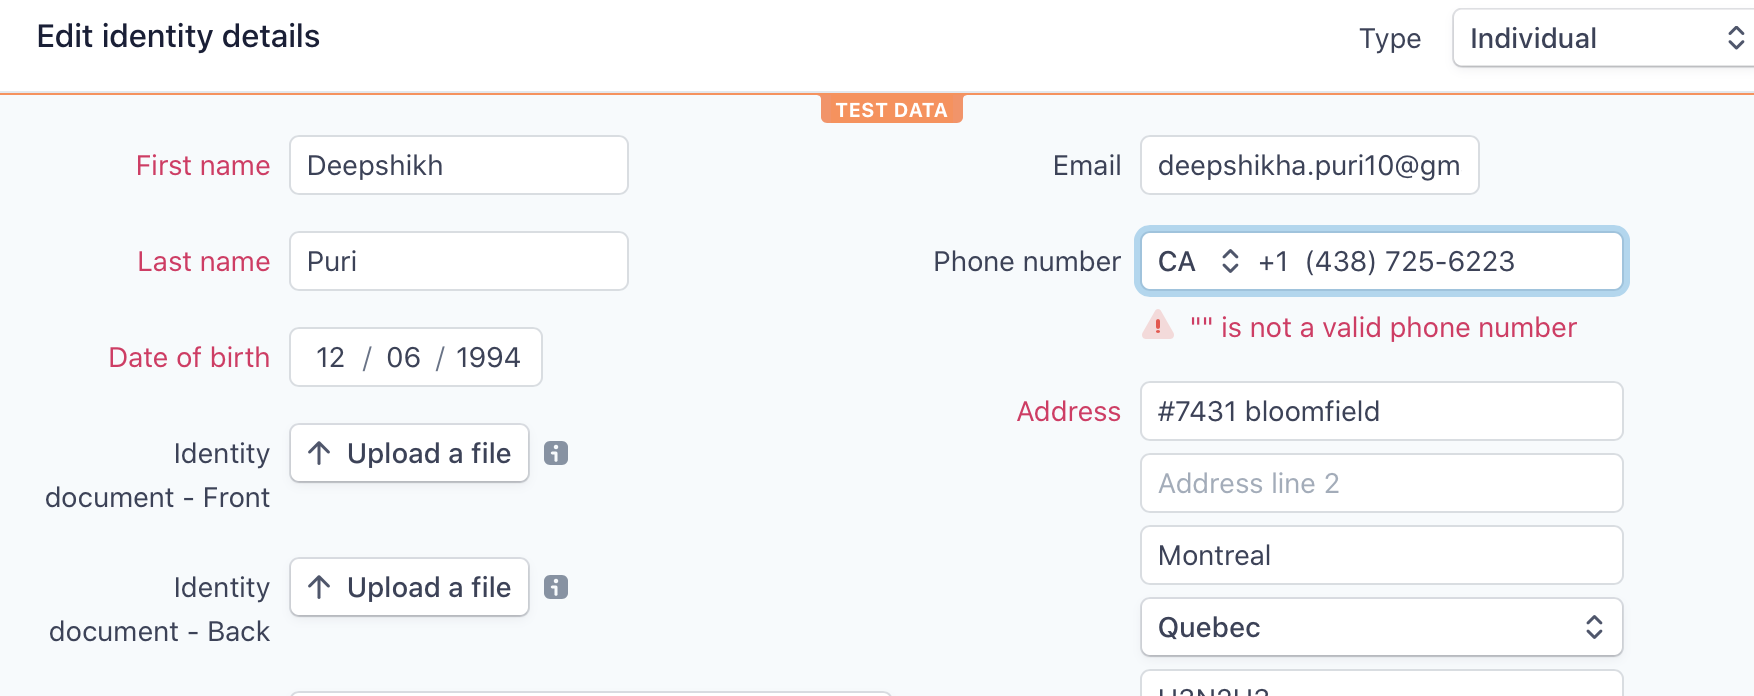 Edit identity details
Type Individual
TEST DATA
First name Deepshikh
Last name Puri
Date of birth 12 / 06 / 1994
Identity document - Front
Upload a file
Identity document - Back
Upload a file
Email deepshikha.puri10@gm
Phone number CA +1 (438) 725-6223
"" is not a valid phone number
Address #7431 bloomfield
Address line 2
Montreal
Quebec